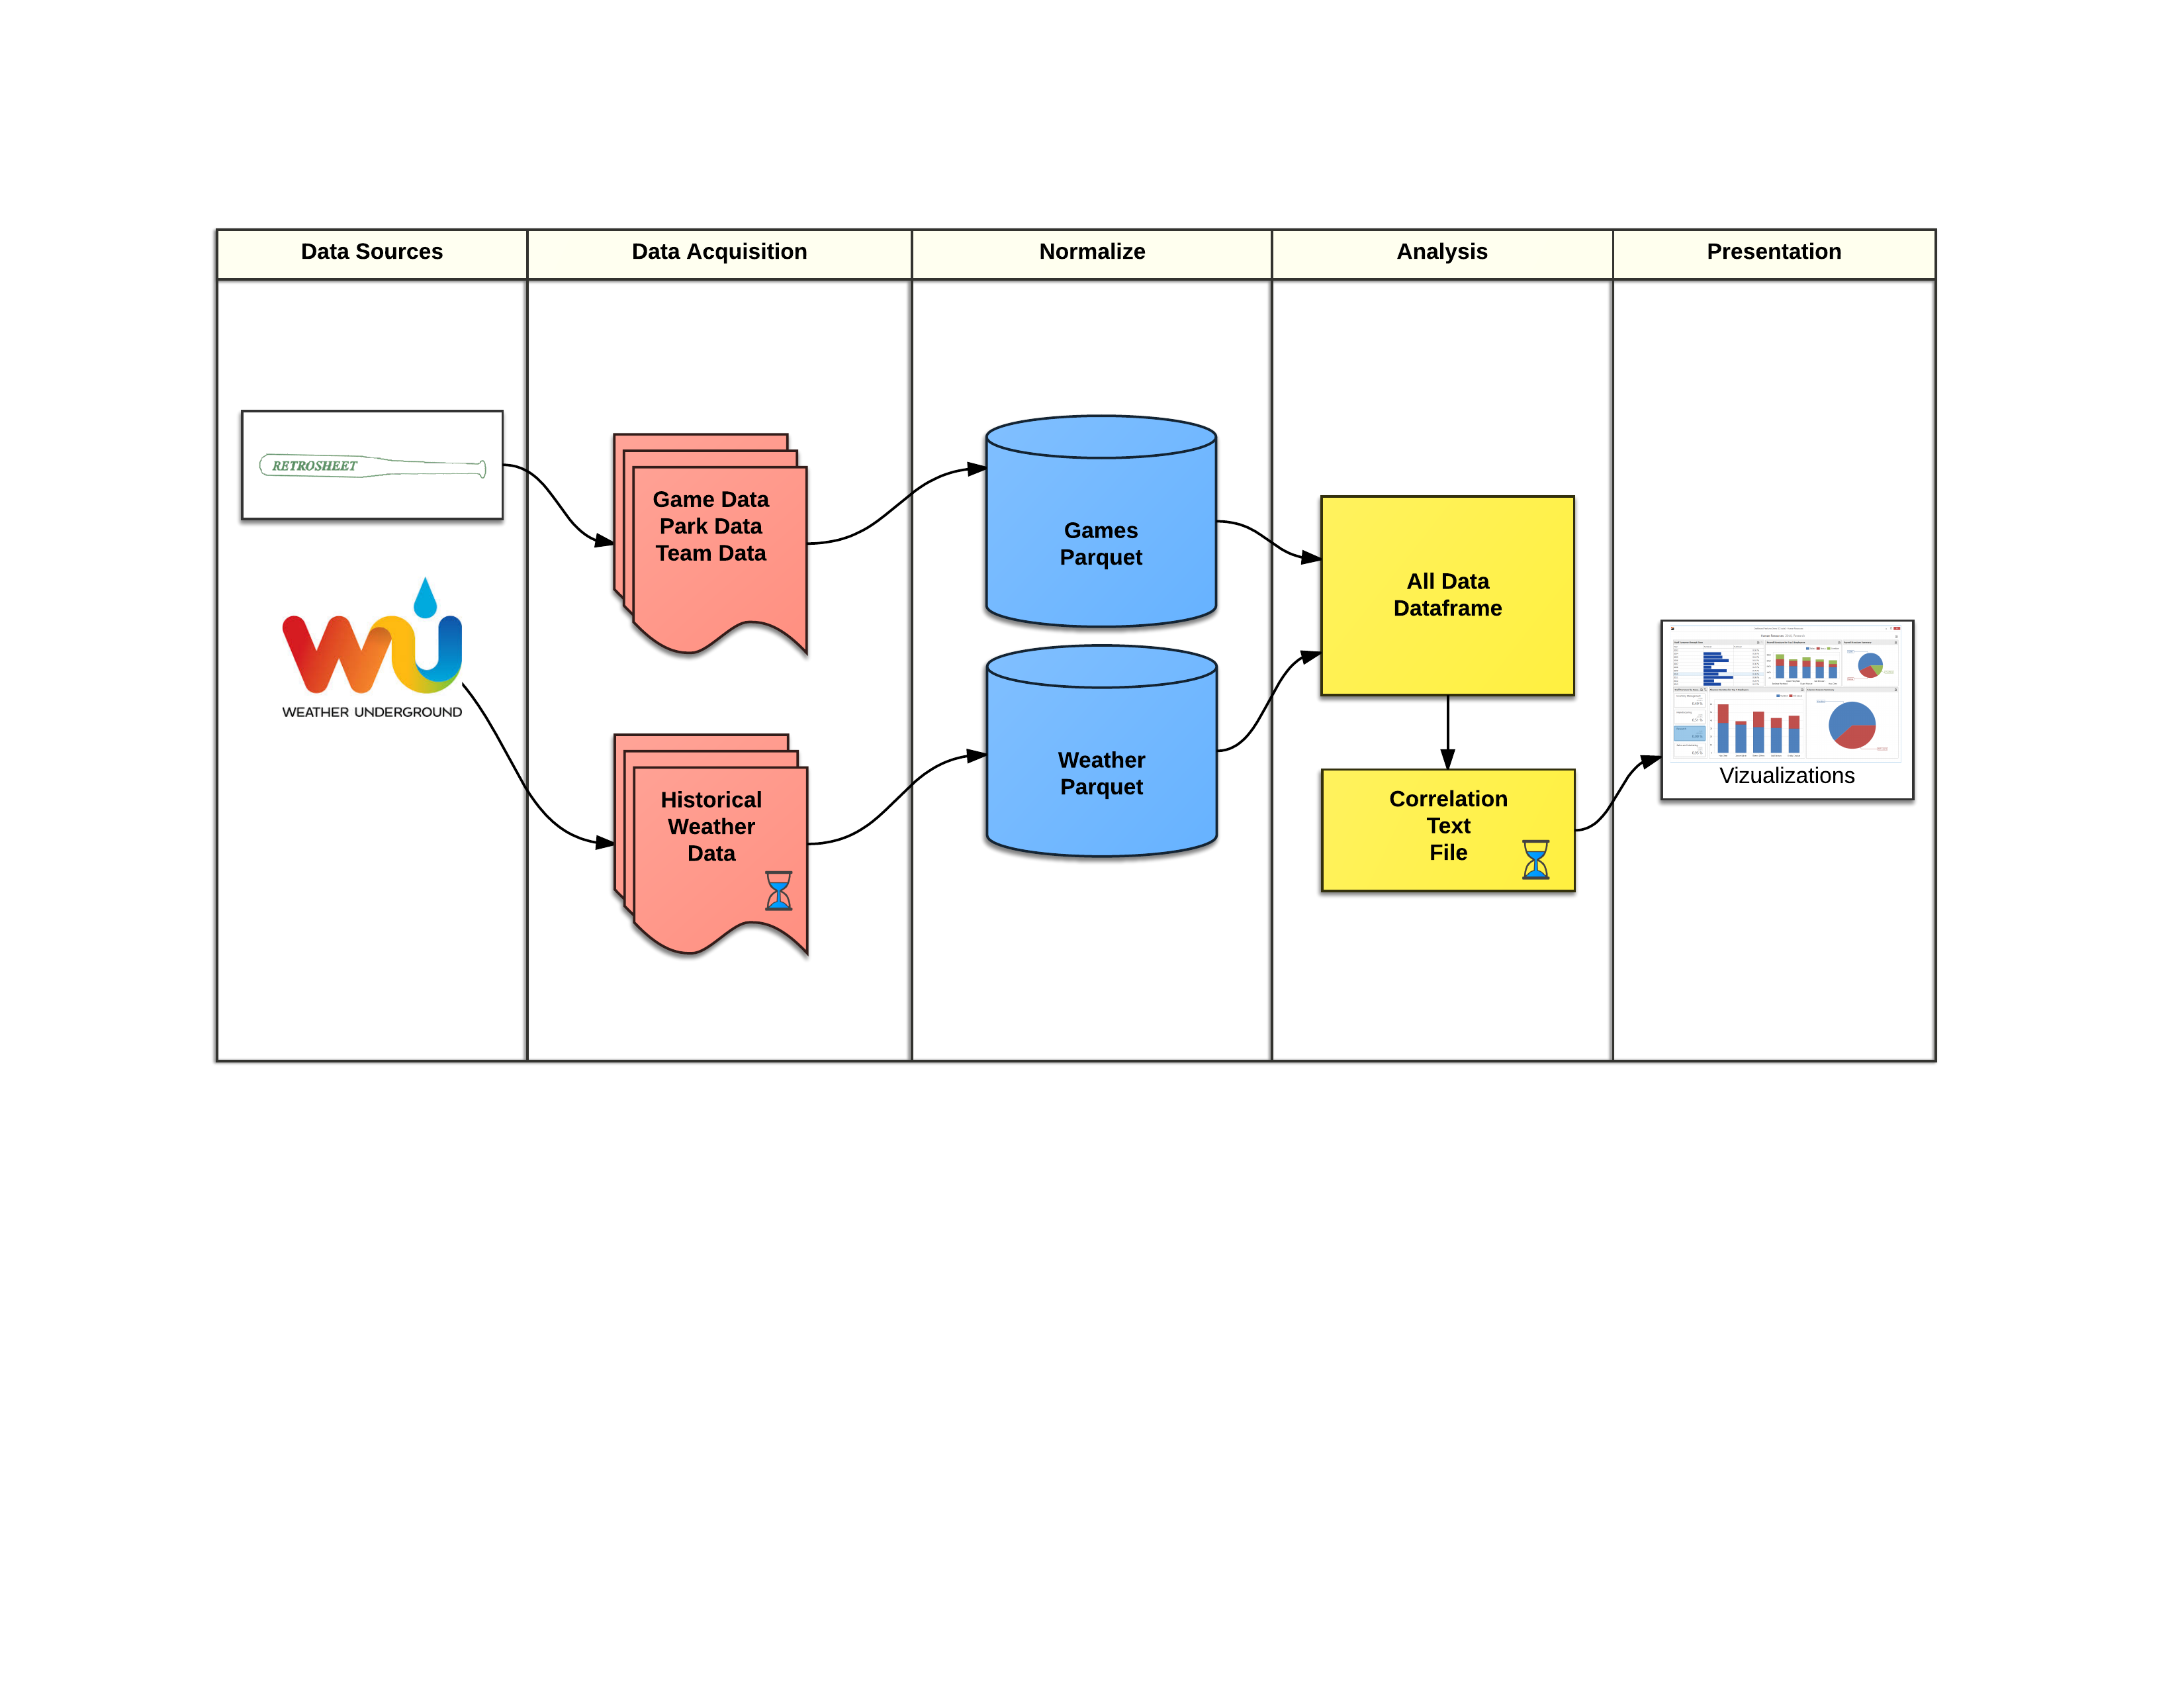 Data Sources
Data Acquisition
Normalize
Analysis
Presentation
RETROSHEET
WEATHER UNDERGROUND
Game Data
Park Data
Team Data
Historical
Weather
Data
Games
Parquet
Weather
Parquet
All Data
Dataframe
Correlation
Text
File
Vizualizations